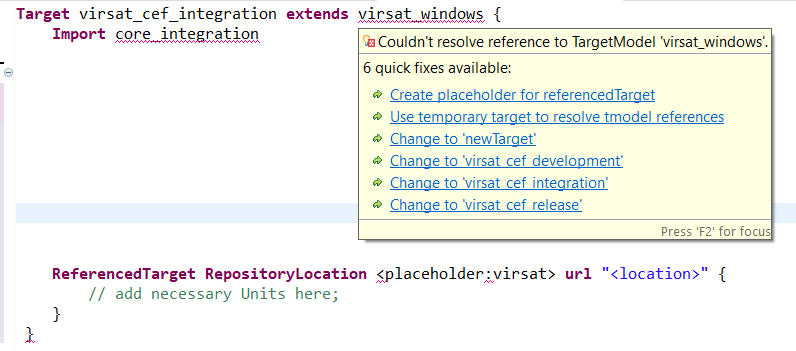 Target virsat_cef_integration extends virsat_windows {
Import core_integration
Couldn't resolve reference to TargetModel 'virsat_windows'.
6 quick fixes available:
Create placeholder for referencedTarget
Use temporary target to resolve tmodel references
Change to 'newTarget'
Change to 'virsat_cef_development'
Change to 'virsat_cef_integration'
Change to 'virsat_cef_release'
Press 'F2' for focus
ReferencedTarget RepositoryLocation <placeholder:virsat> url "<location>" {
// add necessary Units here;
}
}